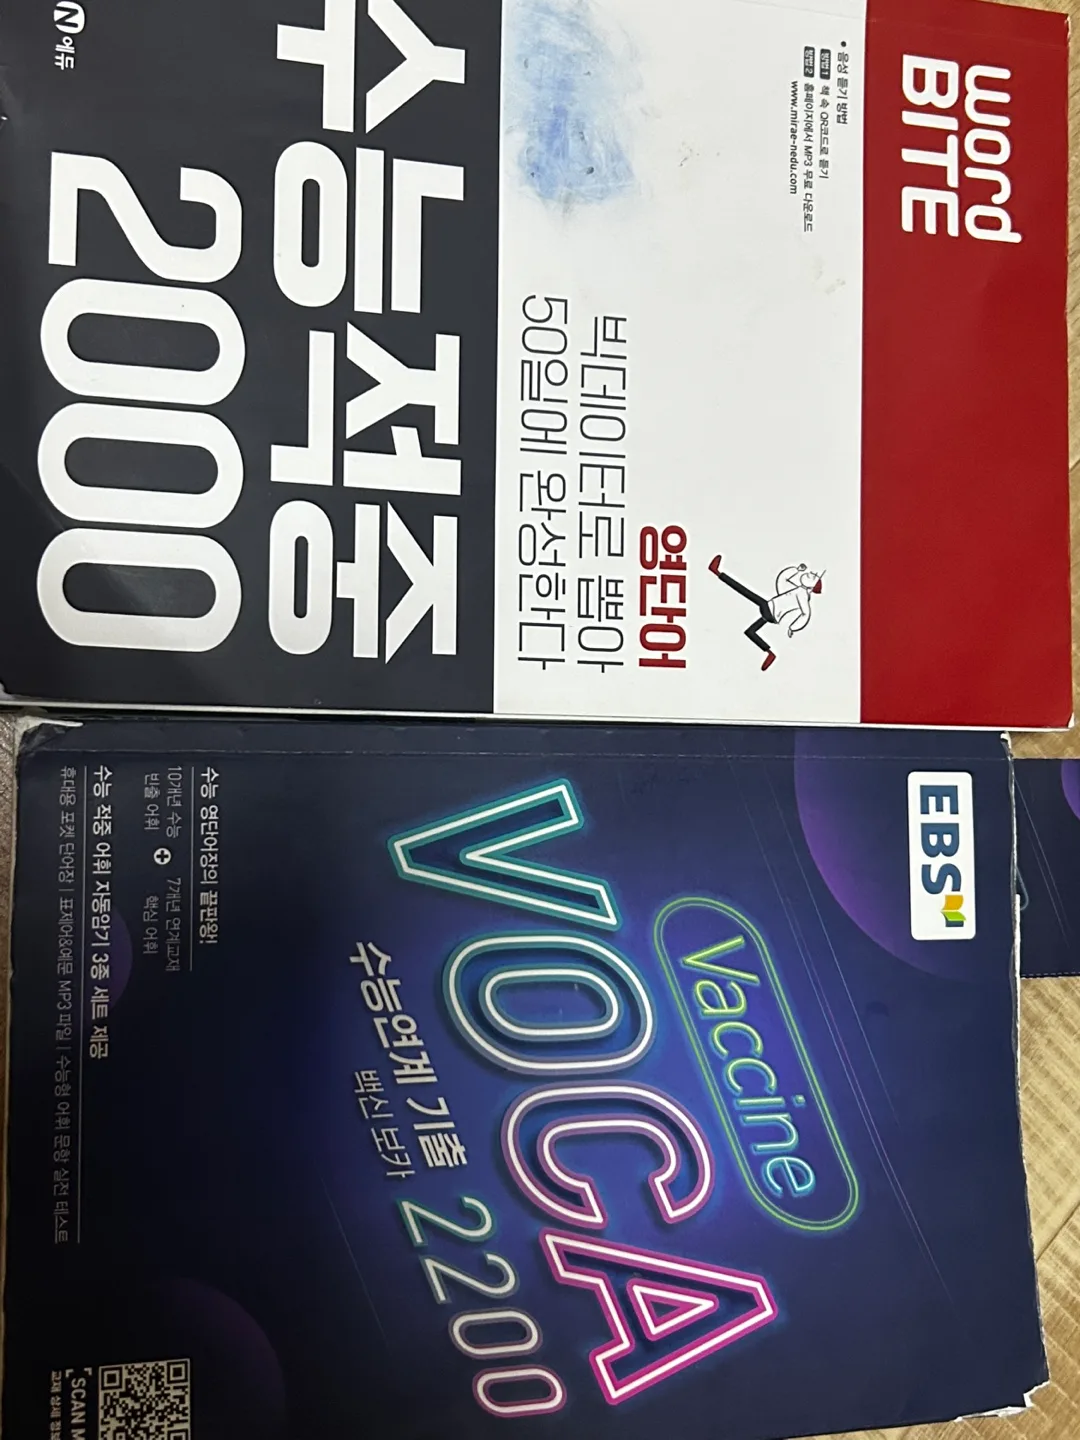 word
BITE
• 음성 듣기 방법
방법 1 책 속 QR코드로 듣기
방법 2 홈페이지에서 MP3 무료 다운로드
www.mirae-nedu.com
영단어
빅데이터로 뽑아
50일에 완성한다
수능적중
2000
N에듀
EBS
Vaccine
VOCA
수능연계 기출
백신 보카
2200
수능 영단어장의 끝판왕!
10개년 수능 빈출 어휘 + 7개년 연계교재 핵심 어휘
수능 적중 어휘 자동암기 3종 세트 제공
휴대용 포켓 단어장 | 표제어&예문 MP3 파일 | 수능형 어휘 문항 실전 테스트
SCAN M
교재 상세 정보